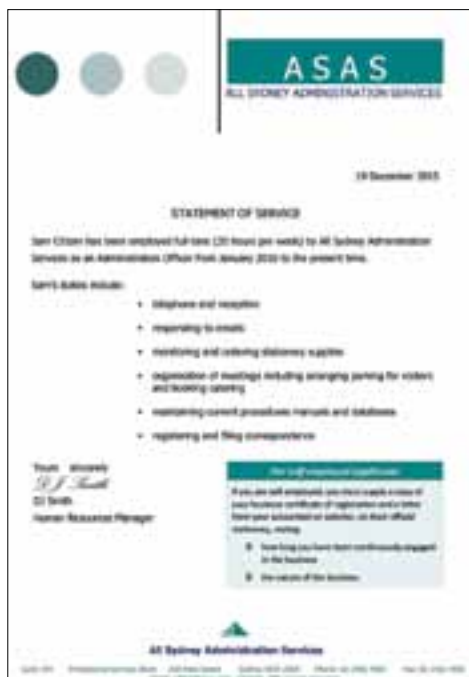 ASAS
ALL SYDNEY ADMINISTRATION SERVICES
December
STATEMENT OF SERVICE
Sam Citizen has been employed full-time hours per week) by All Sydney Administration
Services as an Administration Officer from January to the present time.
Sam's duties include:
• telephone and reception
• responding to emails
• monitoring and ordering stationery supplies
• organisation of meetings including arranging parking for visitors
and booking catering
• maintaining current procedures manuals and databases
• registering and filing correspondence
Yours sincerely
D J Smith
DJ Smith
Human Resources Manager
For self-employed applicants
If you are self employed, you must supply a copy of
your business certificate of registration and a letter
from your accountant or solicitor, on their official
stationery, stating:
how long you have been continuously engaged
in the business
the nature of the business.
All Sydney Administration Services